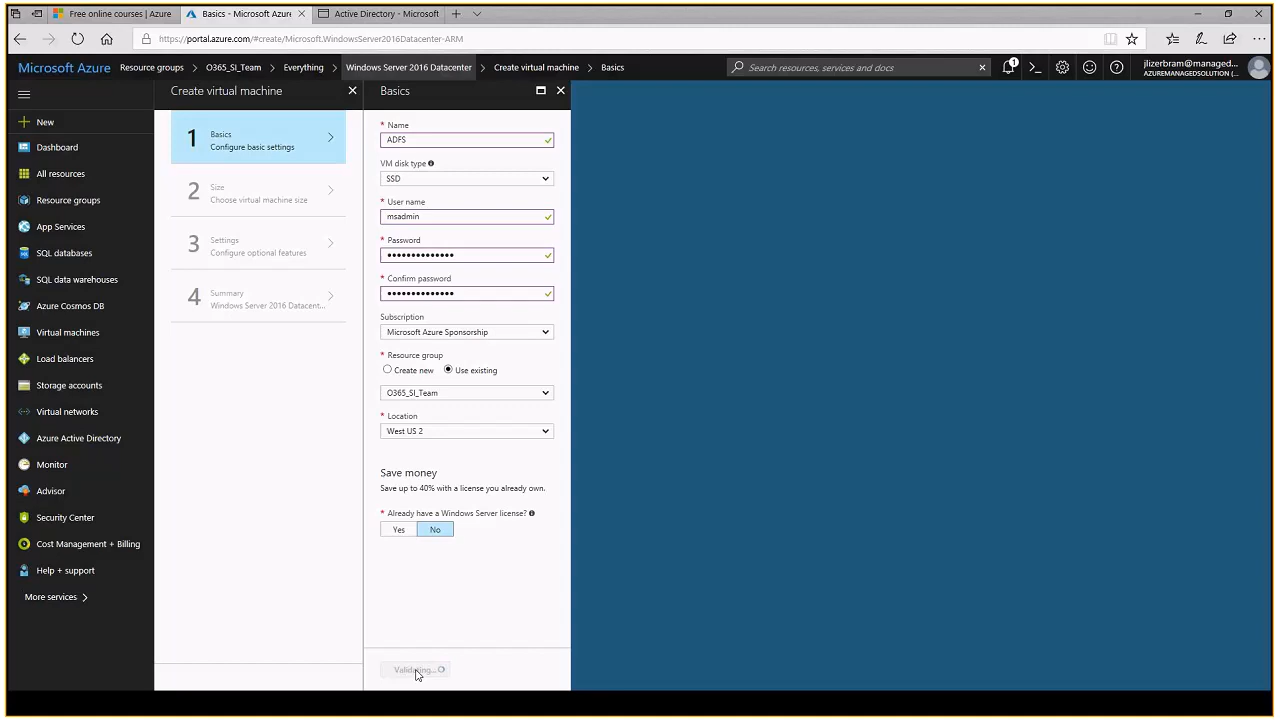 Free online courses | Azure
Basics - Microsoft Azur
Active Directory - Microsoft
https://portal.azure.com/#create/Microsoft.WindowsServer2016Datacenter-ARM
Microsoft Azure
Resource groups
O365_SI_Team
Everything
Windows Server 2016 Datacenter
Create virtual machine
Basics
Search resources, services and docs
1
jlizerbram@managed...
AZUREMANAGEDSOLUTION (...
New
Dashboard
All resources
Resource groups
App Services
SQL databases
SQL data warehouses
Azure Cosmos DB
Virtual machines
Load balancers
Storage accounts
Virtual networks
Azure Active Directory
Monitor
Advisor
Security Center
Cost Management + Billing
Help + support
More services
Create virtual machine
1
Basics
Configure basic settings
2
Size
Choose virtual machine size
3
Settings
Configure optional features
4
Summary
Windows Server 2016 Datacent...
Basics
* Name
ADFS
VM disk type
SSD
* User name
msadmin
* Password
••••••••••••••
* Confirm password
••••••••••••••
Subscription
Microsoft Azure Sponsorship
* Resource group
Create new
Use existing
O365_SI_Team
* Location
West US 2
Save money
Save up to 40% with a license you already own.
* Already have a Windows Server license?
Yes
No
Validating...